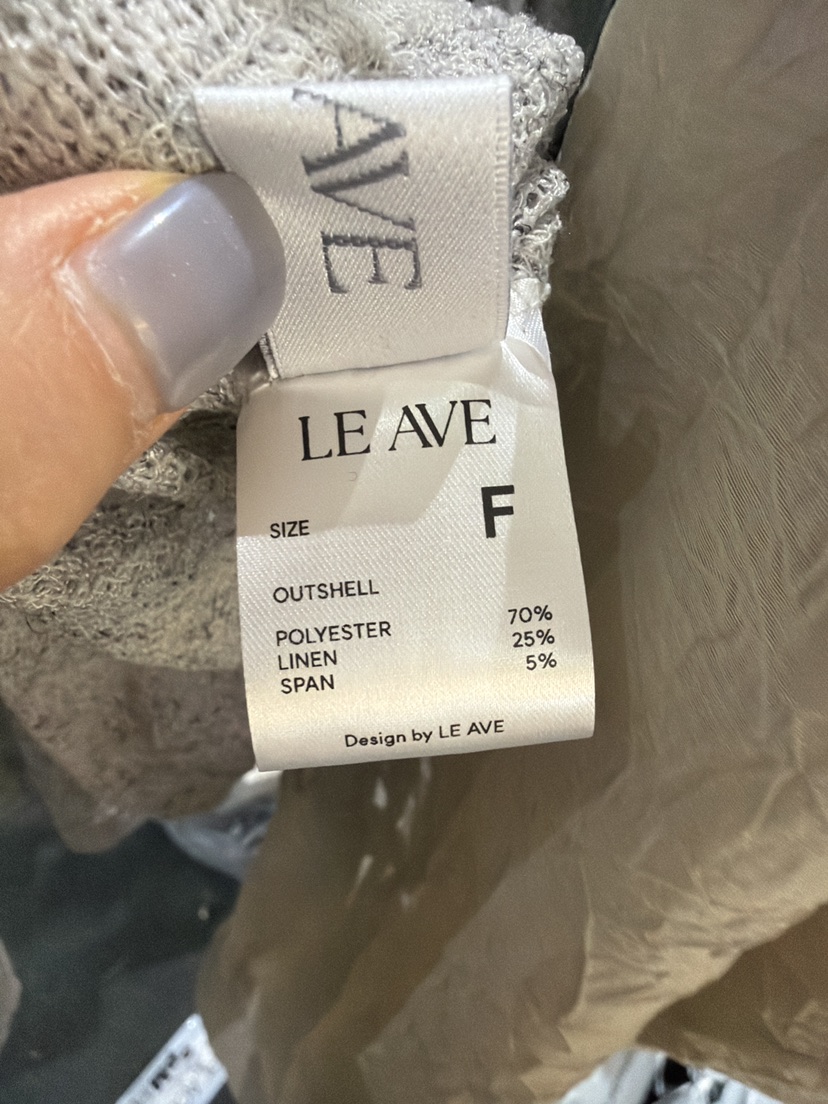 AVE
LE AVE
SIZE F
OUTSHELL
POLYESTER 70%
LINEN 25%
SPAN 5%
Design by LE AVE